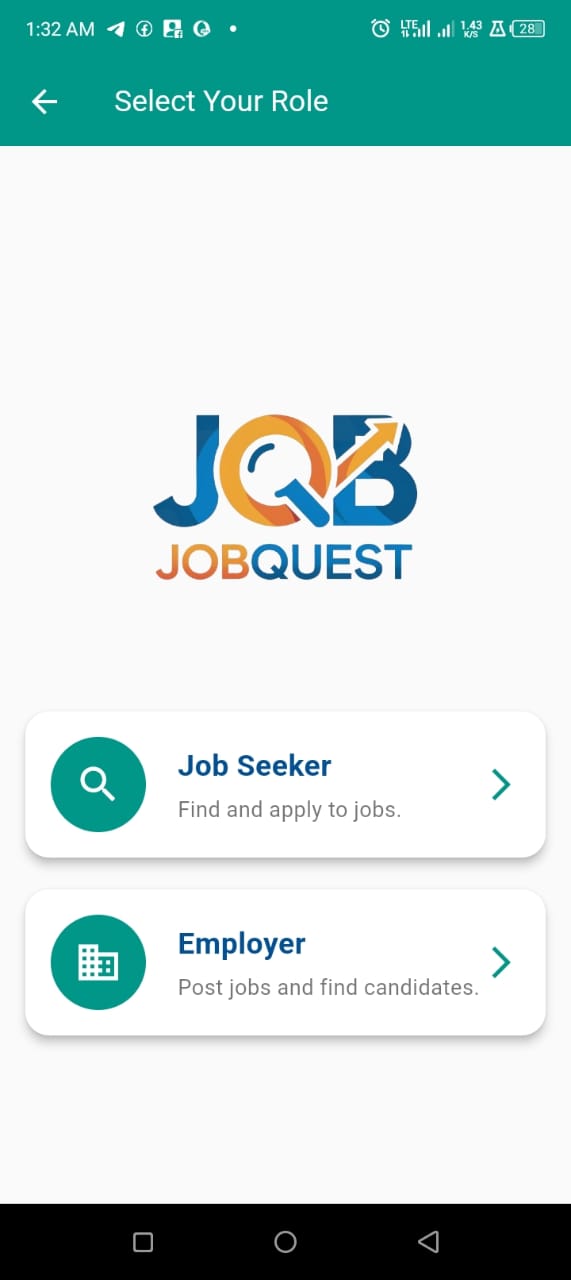 1:32 AM LTE 1.43 K/S 28
Select Your Role
JQB
JOBQUEST
Job Seeker
Find and apply to jobs.
Employer
Post jobs and find candidates.